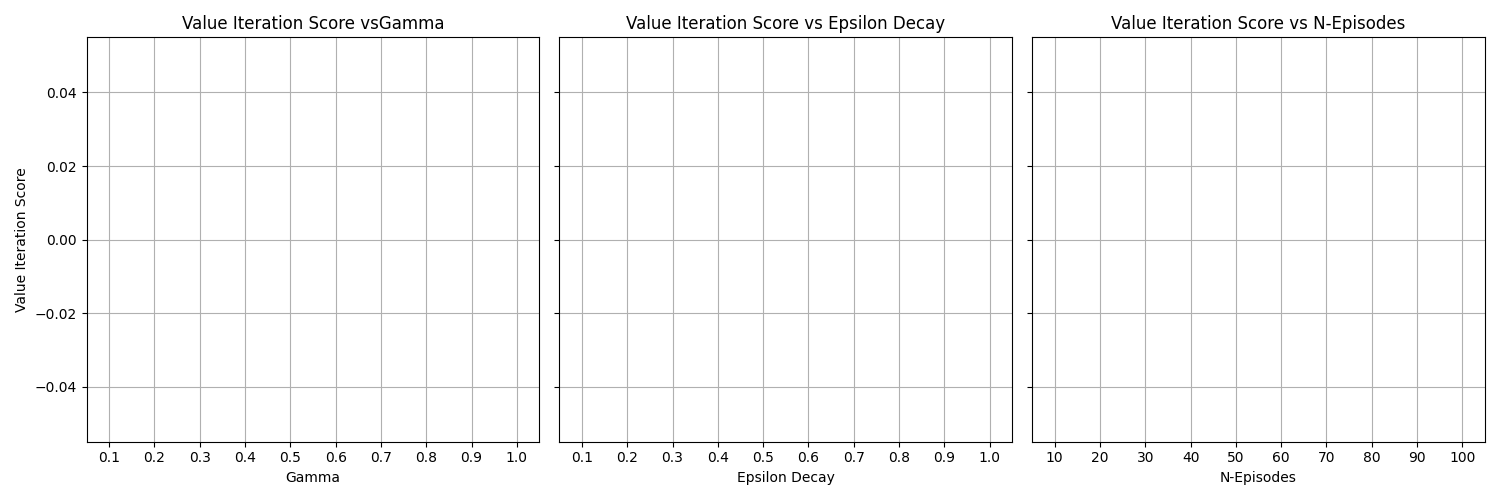 Value Iteration Score vsGamma
Value Iteration Score
0.04
0.02
0.00
−0.02
−0.04
0.1 0.2 0.3 0.4 0.5 0.6 0.7 0.8 0.9 1.0
Gamma
Value Iteration Score vs Epsilon Decay
0.1 0.2 0.3 0.4 0.5 0.6 0.7 0.8 0.9 1.0
Epsilon Decay
Value Iteration Score vs N-Episodes
10 20 30 40 50 60 70 80 90 100
N-Episodes